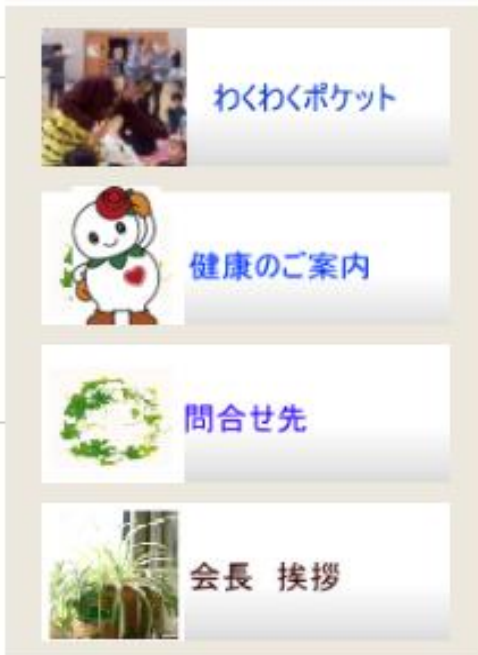 わくわくポケット
健康のご案内
問合せ先
会長　挨拶